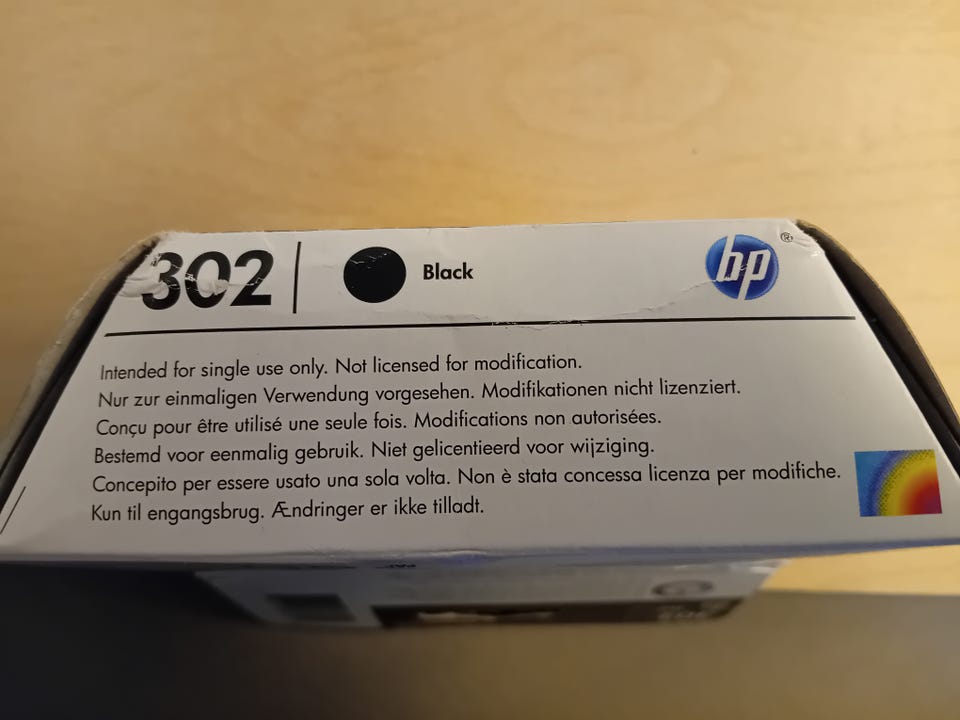 302 | Black hp ®
Intended for single use only. Not licensed for modification.
Nur zur einmaligen Verwendung vorgesehen. Modifikationen nicht lizenziert.
Conçu pour être utilisé une seule fois. Modifications non autorisées.
Bestemd voor eenmalig gebruik. Niet gelicentieerd voor wijziging.
Concepito per essere usato una sola volta. Non è stata concessa licenza per modifiche.
Kun til engangsbrug. Ændringer er ikke tilladt.